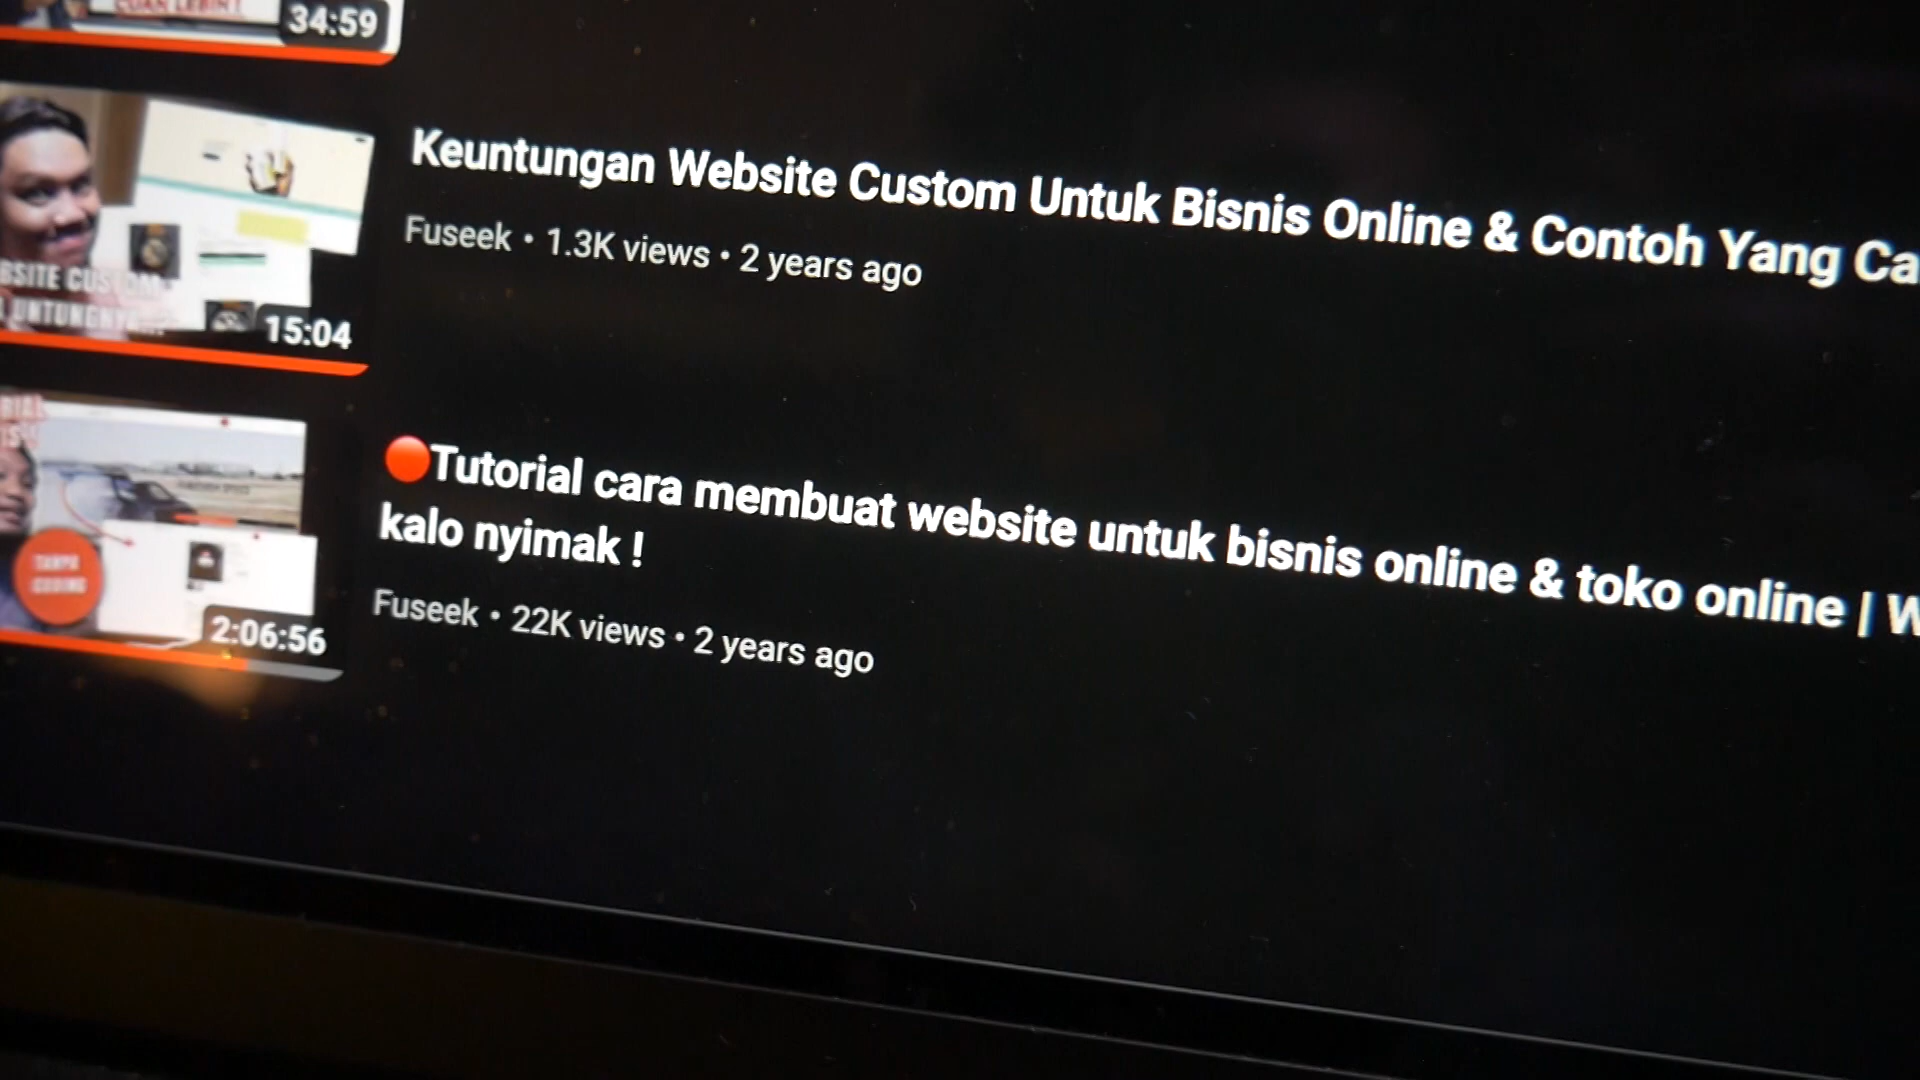 34:59
Keuntungan Website Custom Untuk Bisnis Online & Contoh Yang Ca
Fuseek • 1.3K views • 2 years ago
15:04
🔴Tutorial cara membuat website untuk bisnis online & toko online | W
kalo nyimak !
Fuseek • 22K views • 2 years ago
TANPA
CODING
2:06:56